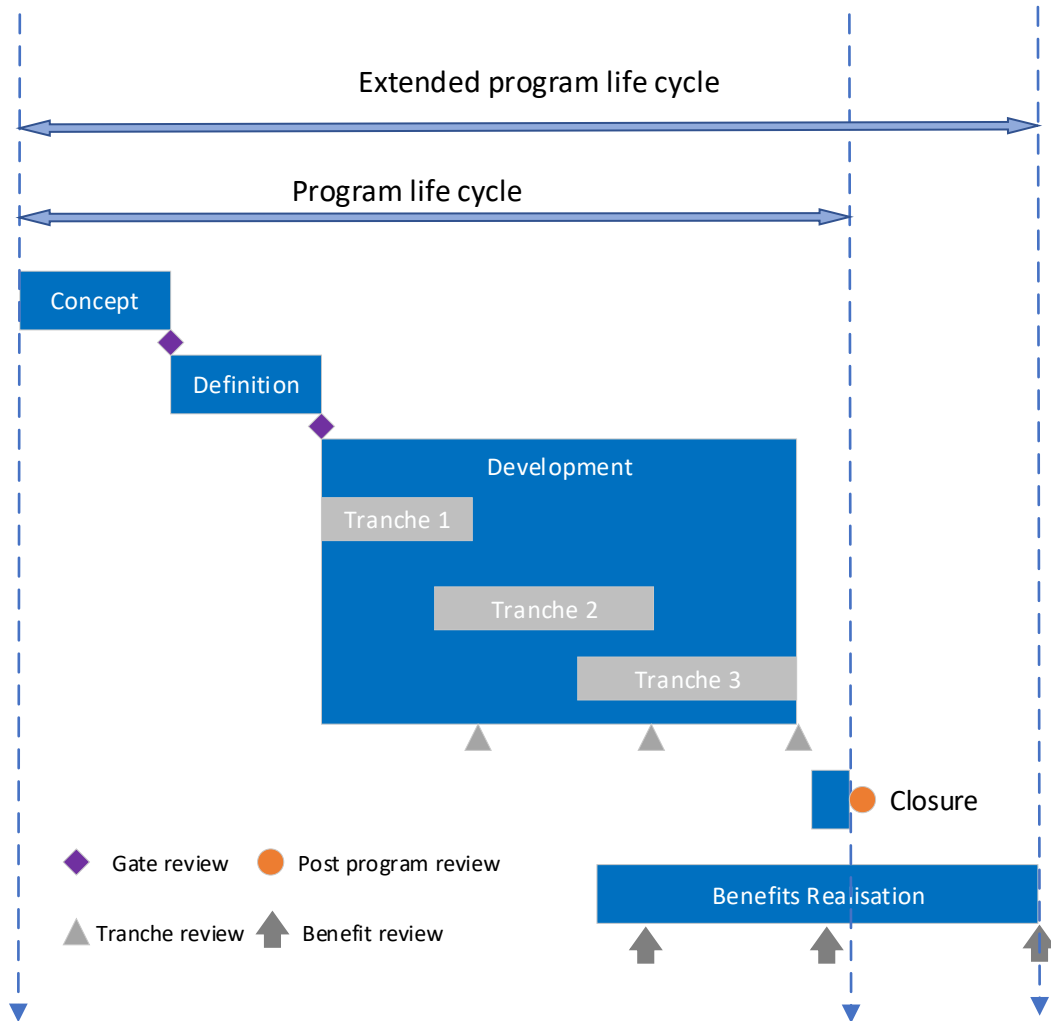 Extended program life cycle
Program life cycle
Concept
Definition
Development
Tranche 1
Tranche 2
Tranche 3
Closure
Gate review
Post program review
Benefits Realisation
Tranche review
Benefit review